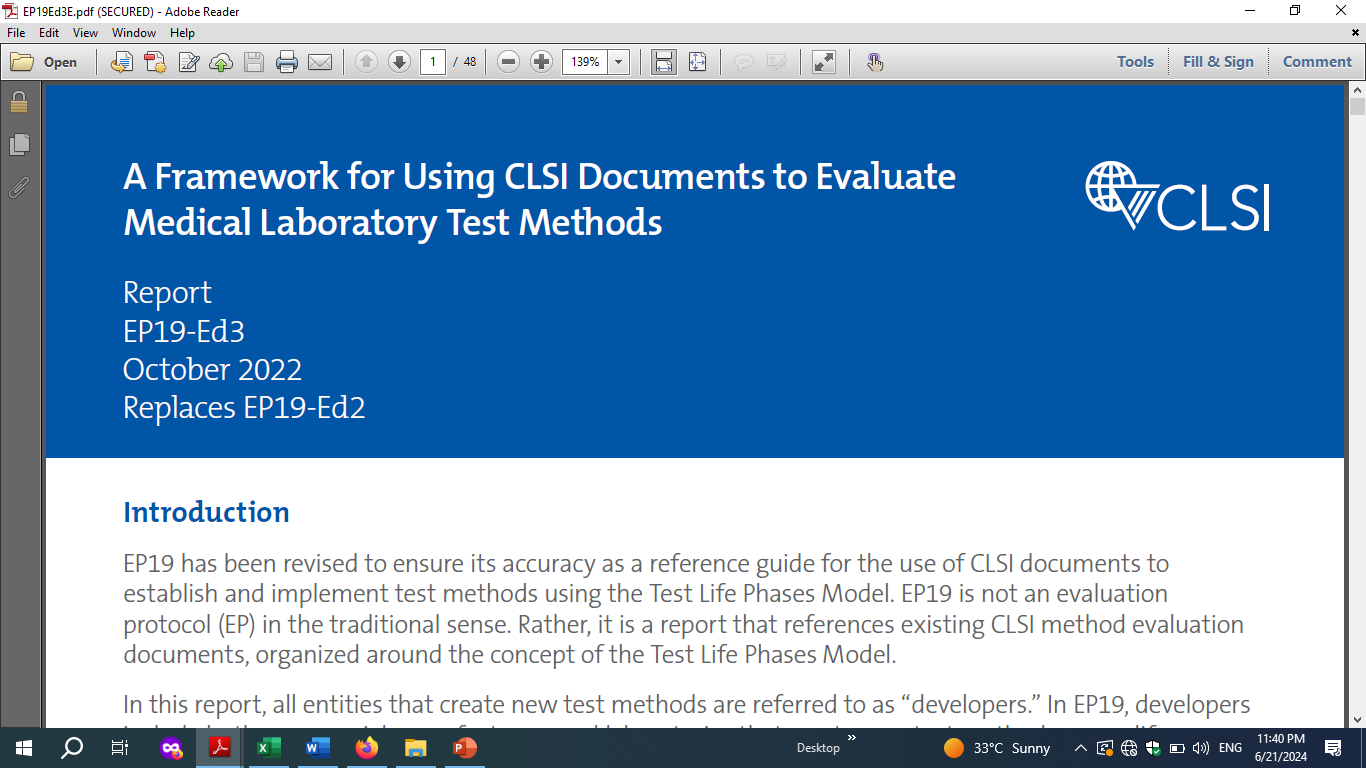 EP19Ed3E.pdf (SECURED) - Adobe Reader
File Edit View Window Help
Open 1 / 48 139% Tools Fill & Sign Comment
A Framework for Using CLSI Documents to Evaluate
Medical Laboratory Test Methods
CLSI
Report
EP19-Ed3
October 2022
Replaces EP19-Ed2
Introduction
EP19 has been revised to ensure its accuracy as a reference guide for the use of CLSI documents to
establish and implement test methods using the Test Life Phases Model. EP19 is not an evaluation
protocol (EP) in the traditional sense. Rather, it is a report that references existing CLSI method evaluation
documents, organized around the concept of the Test Life Phases Model.
In this report, all entities that create new test methods are referred to as “developers.” In EP19, developers
Desktop » 33°C Sunny ENG 11:40 PM
6/21/2024